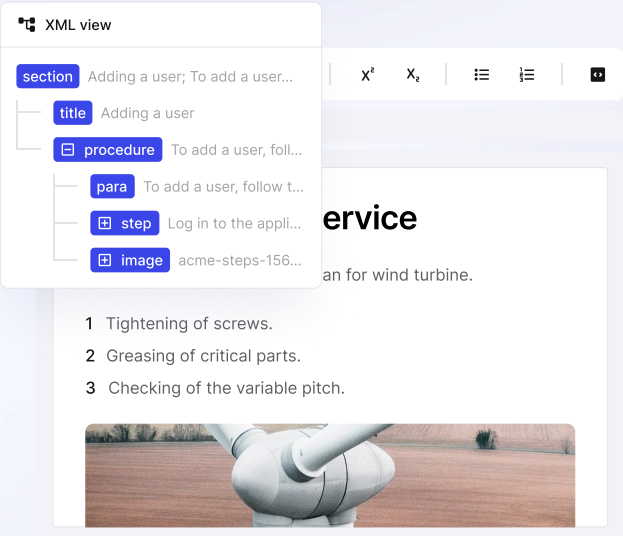 XML view
section Adding a user; To add a user...
title Adding a user
procedure To add a user, foll...
para To add a user, follow t...
step Log in to the appli...
image acme-steps-156...
X² X₂
ervice
an for wind turbine.
1 Tightening of screws.
2 Greasing of critical parts.
3 Checking of the variable pitch.